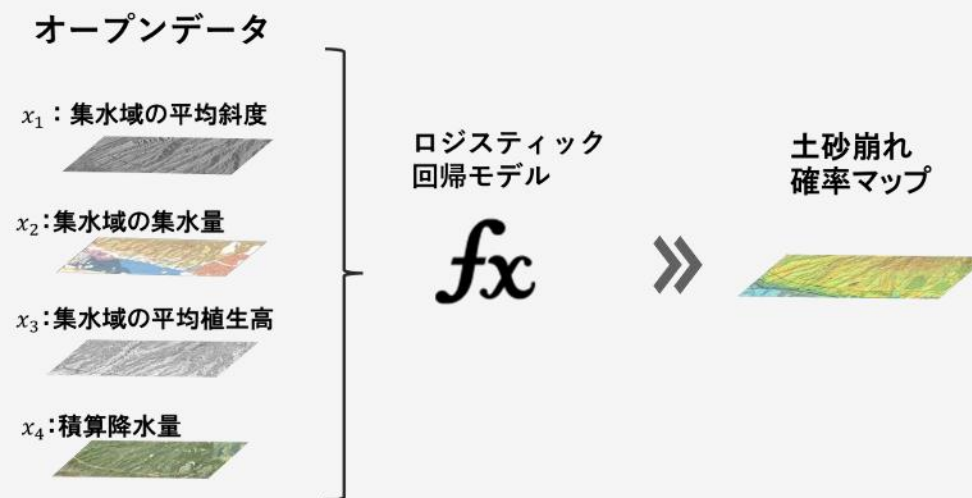 オープンデータ
x₁：集水域の平均斜度
x₂：集水域の集水量
x₃：集水域の平均植生高
x₄：積算降水量
ロジスティック
回帰モデル
fx
土砂崩れ
確率マップ